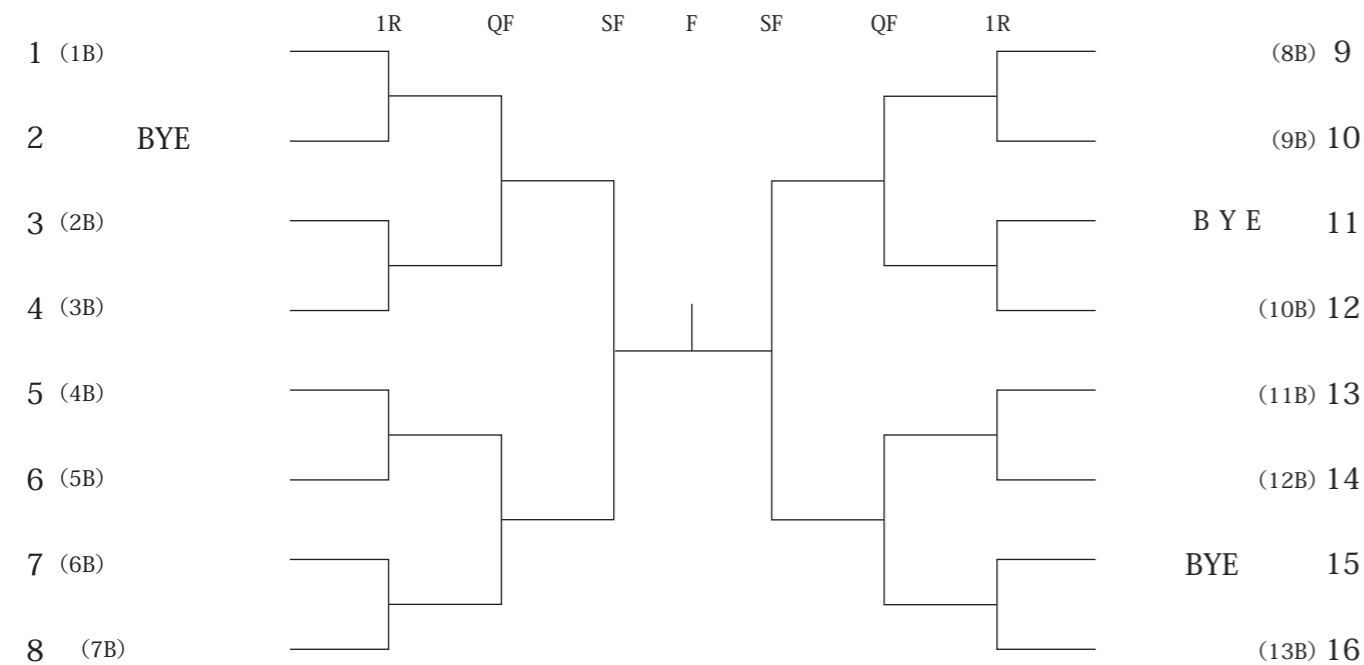 1R QF SF F SF QF 1R
1 (1B) (8B) 9
2 BYE (9B) 10
3 (2B) B Y E 11
4 (3B) (10B) 12
5 (4B) (11B) 13
6 (5B) (12B) 14
7 (6B) BYE 15
8 (7B) (13B) 16